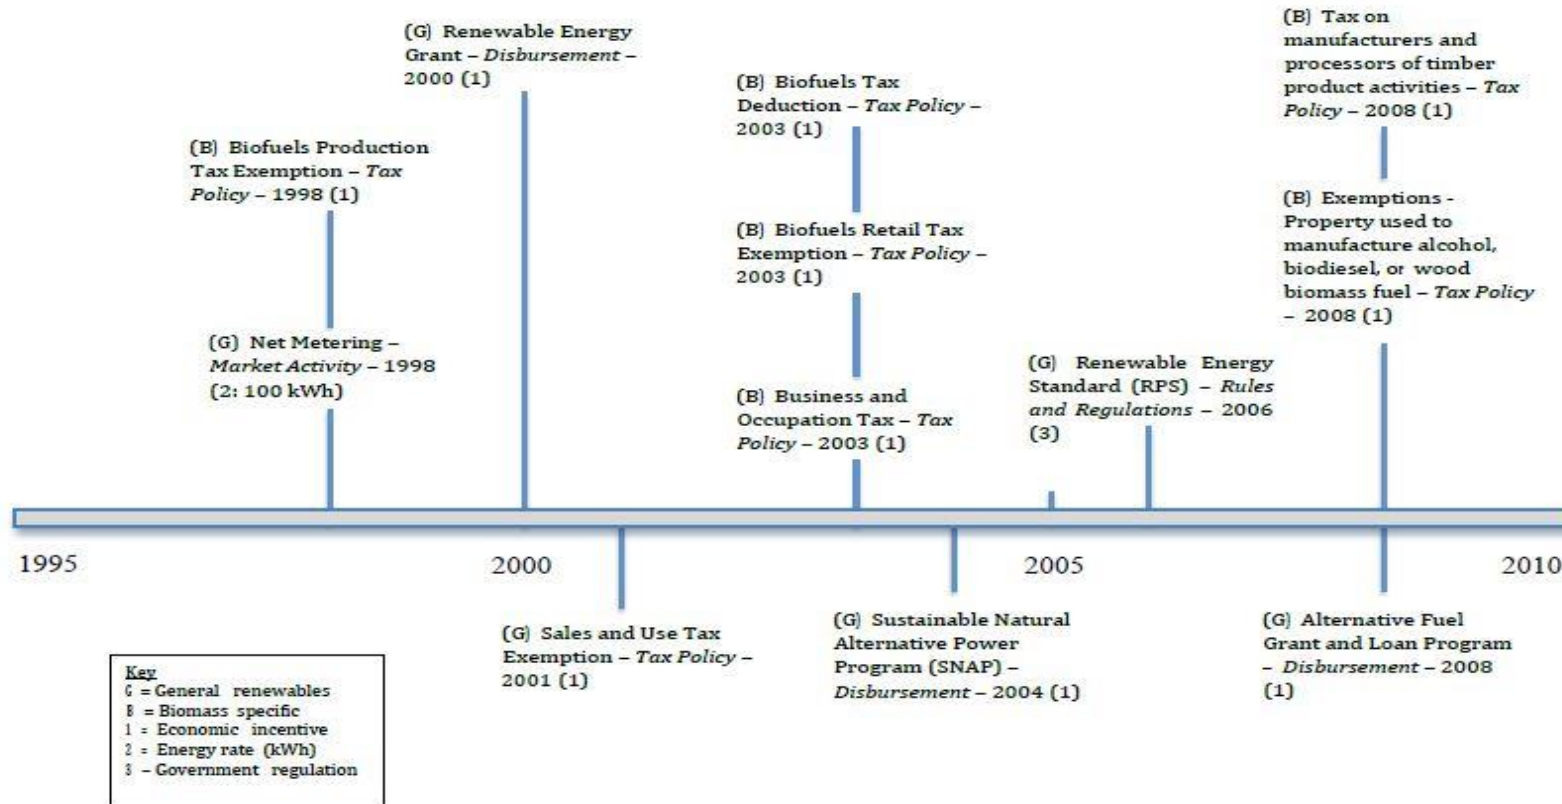 (G) Renewable Energy
Grant – Disbursement –
2000 (1)
(B) Biofuels Production
Tax Exemption – Tax
Policy – 1998 (1)
(G) Net Metering –
Market Activity – 1998
(2: 100 kWh)
(B) Biofuels Tax
Deduction – Tax Policy –
2003 (1)
(B) Biofuels Retail Tax
Exemption – Tax Policy –
2003 (1)
(B) Business and
Occupation Tax – Tax
Policy – 2003 (1)
(G) Renewable Energy
Standard (RPS) – Rules
and Regulations – 2006
(3)
(B) Tax on
manufacturers and
processors of timber
product activities – Tax
Policy – 2008 (1)
(B) Exemptions -
Property used to
manufacture alcohol,
biodiesel, or wood
biomass fuel – Tax Policy
– 2008 (1)
1995 2000 2005 2010
(G) Sales and Use Tax
Exemption – Tax Policy –
2001 (1)
(G) Sustainable Natural
Alternative Power
Program (SNAP) –
Disbursement – 2004 (1)
(G) Alternative Fuel
Grant and Loan Program
– Disbursement – 2008
(1)
Key
G = General renewables
B = Biomass specific
1 = Economic incentive
2 = Energy rate (kWh)
3 – Government regulation